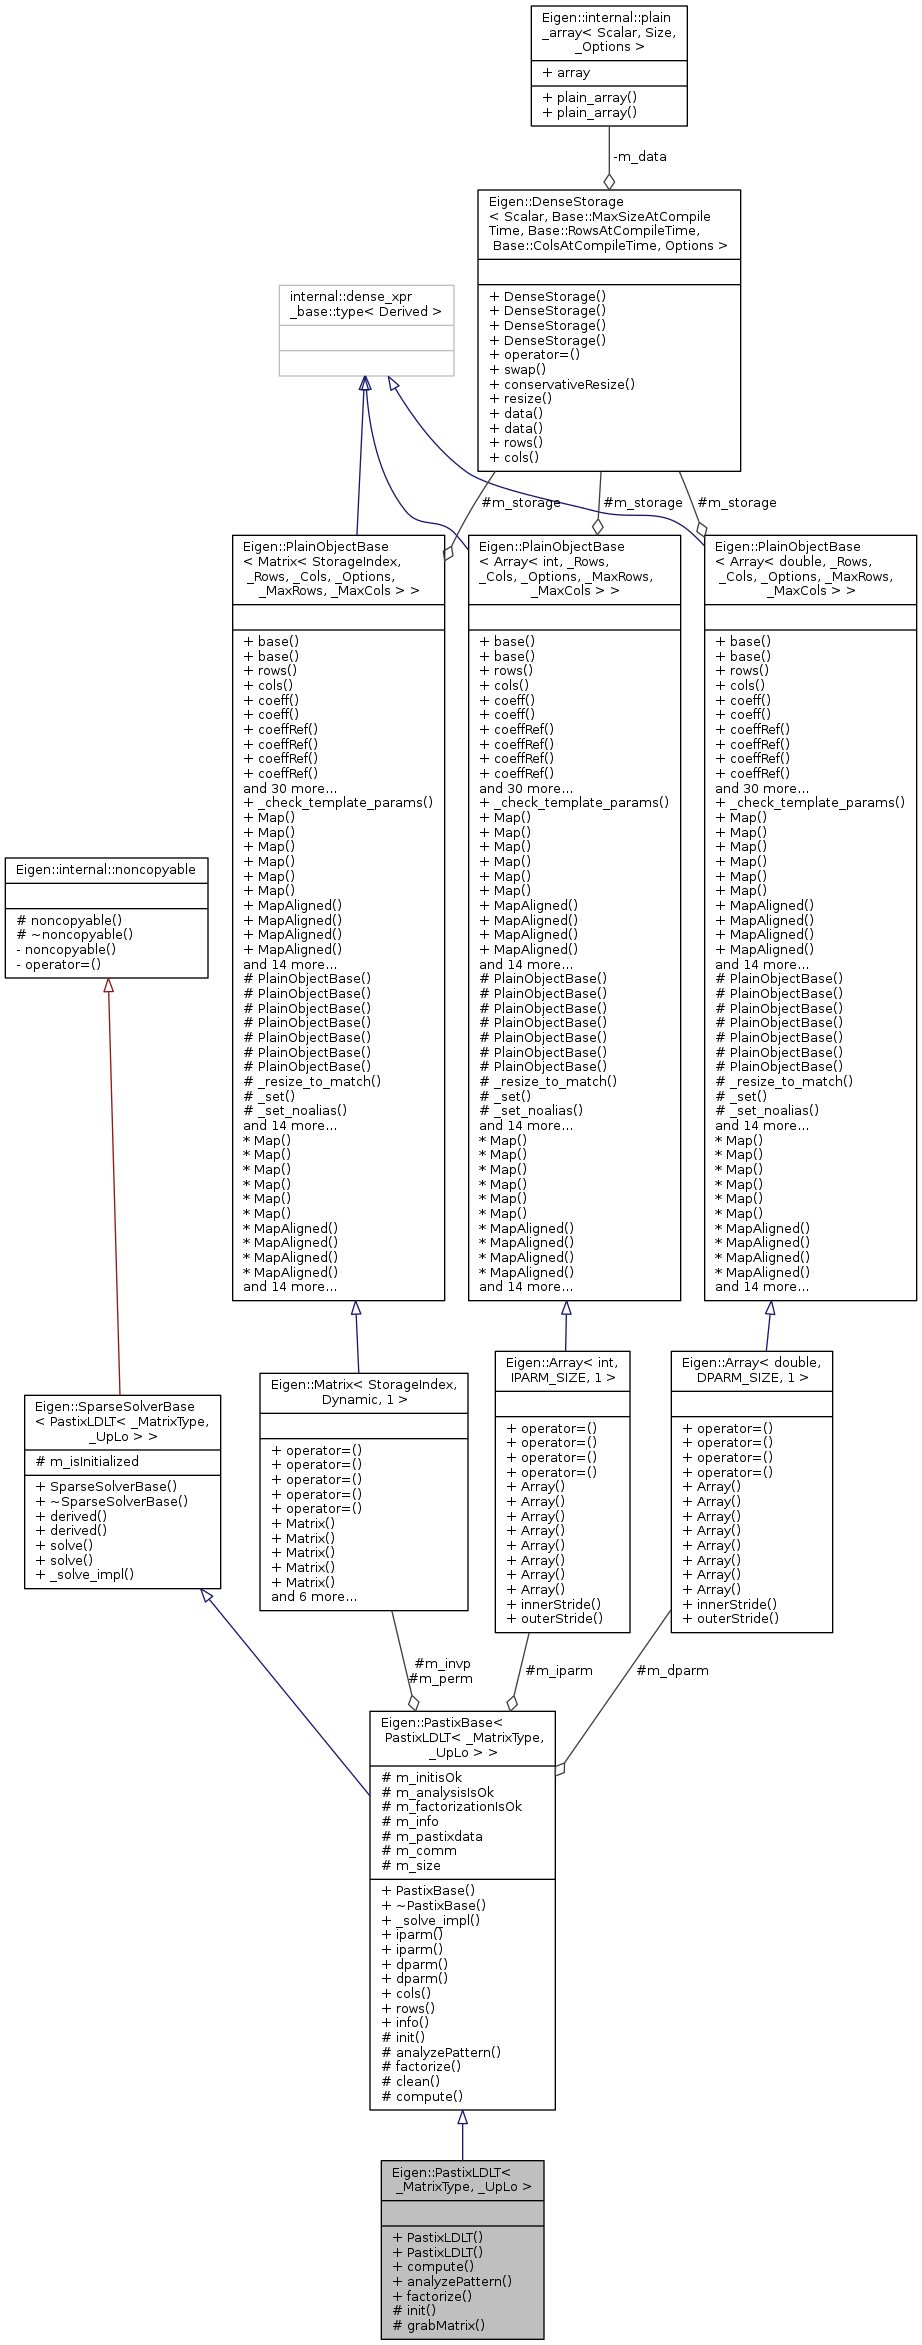 Eigen::internal::plain
_array< Scalar, Size,
_Options >
+ array
+ plain_array()
+ plain_array()
-m_data
Eigen::DenseStorage
< Scalar, Base::MaxSizeAtCompile
Time, Base::RowsAtCompileTime,
Base::ColsAtCompileTime, Options >
+ DenseStorage()
+ DenseStorage()
+ DenseStorage()
+ DenseStorage()
+ operator=()
+ swap()
+ conservativeResize()
+ resize()
+ data()
+ data()
+ rows()
+ cols()
internal::dense_xpr
_base::type< Derived >
#m_storage
#m_storage
#m_storage
Eigen::PlainObjectBase
< Matrix< StorageIndex,
_Rows, _Cols, _Options,
_MaxRows, _MaxCols > >
+ base()
+ base()
+ rows()
+ cols()
+ coeff()
+ coeff()
+ coeffRef()
+ coeffRef()
+ coeffRef()
+ coeffRef()
and 30 more...
+ _check_template_params()
+ Map()
+ Map()
+ Map()
+ Map()
+ Map()
+ Map()
+ MapAligned()
+ MapAligned()
+ MapAligned()
+ MapAligned()
and 14 more...
# PlainObjectBase()
# PlainObjectBase()
# PlainObjectBase()
# PlainObjectBase()
# PlainObjectBase()
# PlainObjectBase()
# PlainObjectBase()
# _resize_to_match()
# _set()
# _set_noalias()
and 14 more...
* Map()
* Map()
* Map()
* Map()
* Map()
* Map()
* MapAligned()
* MapAligned()
* MapAligned()
* MapAligned()
and 14 more...
Eigen::PlainObjectBase
< Array< int, _Rows,
_Cols, _Options, _MaxRows,
_MaxCols > >
+ base()
+ base()
+ rows()
+ cols()
+ coeff()
+ coeff()
+ coeffRef()
+ coeffRef()
+ coeffRef()
+ coeffRef()
and 30 more...
+ _check_template_params()
+ Map()
+ Map()
+ Map()
+ Map()
+ Map()
+ Map()
+ MapAligned()
+ MapAligned()
+ MapAligned()
+ MapAligned()
and 14 more...
# PlainObjectBase()
# PlainObjectBase()
# PlainObjectBase()
# PlainObjectBase()
# PlainObjectBase()
# PlainObjectBase()
# PlainObjectBase()
# _resize_to_match()
# _set()
# _set_noalias()
and 14 more...
* Map()
* Map()
* Map()
* Map()
* Map()
* Map()
* MapAligned()
* MapAligned()
* MapAligned()
* MapAligned()
and 14 more...
Eigen::PlainObjectBase
< Array< double, _Rows,
_Cols, _Options, _MaxRows,
_MaxCols > >
+ base()
+ base()
+ rows()
+ cols()
+ coeff()
+ coeff()
+ coeffRef()
+ coeffRef()
+ coeffRef()
+ coeffRef()
and 30 more...
+ _check_template_params()
+ Map()
+ Map()
+ Map()
+ Map()
+ Map()
+ Map()
+ MapAligned()
+ MapAligned()
+ MapAligned()
+ MapAligned()
and 14 more...
# PlainObjectBase()
# PlainObjectBase()
# PlainObjectBase()
# PlainObjectBase()
# PlainObjectBase()
# PlainObjectBase()
# PlainObjectBase()
# _resize_to_match()
# _set()
# _set_noalias()
and 14 more...
* Map()
* Map()
* Map()
* Map()
* Map()
* Map()
* MapAligned()
* MapAligned()
* MapAligned()
* MapAligned()
and 14 more...
Eigen::internal::noncopyable
# noncopyable()
# ~noncopyable()
- noncopyable()
- operator=()
Eigen::SparseSolverBase
< PastixLDLT< _MatrixType,
_UpLo > >
# m_isInitialized
+ SparseSolverBase()
+ ~SparseSolverBase()
+ derived()
+ derived()
+ solve()
+ solve()
+ _solve_impl()
Eigen::Matrix< StorageIndex,
Dynamic, 1 >
+ operator=()
+ operator=()
+ operator=()
+ operator=()
+ operator=()
+ Matrix()
+ Matrix()
+ Matrix()
+ Matrix()
+ Matrix()
and 6 more...
Eigen::Array< int,
IPARM_SIZE, 1 >
+ operator=()
+ operator=()
+ operator=()
+ operator=()
+ Array()
+ Array()
+ Array()
+ Array()
+ Array()
+ Array()
+ Array()
+ Array()
+ innerStride()
+ outerStride()
Eigen::Array< double,
DPARM_SIZE, 1 >
+ operator=()
+ operator=()
+ operator=()
+ operator=()
+ Array()
+ Array()
+ Array()
+ Array()
+ Array()
+ Array()
+ Array()
+ Array()
+ innerStride()
+ outerStride()
#m_invp
#m_perm
#m_iparm
#m_dparm
Eigen::PastixBase<
PastixLDLT< _MatrixType,
_UpLo > >
# m_initisOk
# m_analysisIsOk
# m_factorizationIsOk
# m_info
# m_pastixdata
# m_comm
# m_size
+ PastixBase()
+ ~PastixBase()
+ _solve_impl()
+ iparm()
+ iparm()
+ dparm()
+ dparm()
+ cols()
+ rows()
+ info()
# init()
# analyzePattern()
# factorize()
# clean()
# compute()
Eigen::PastixLDLT<
_MatrixType, _UpLo >
+ PastixLDLT()
+ PastixLDLT()
+ compute()
+ analyzePattern()
+ factorize()
# init()
# grabMatrix()